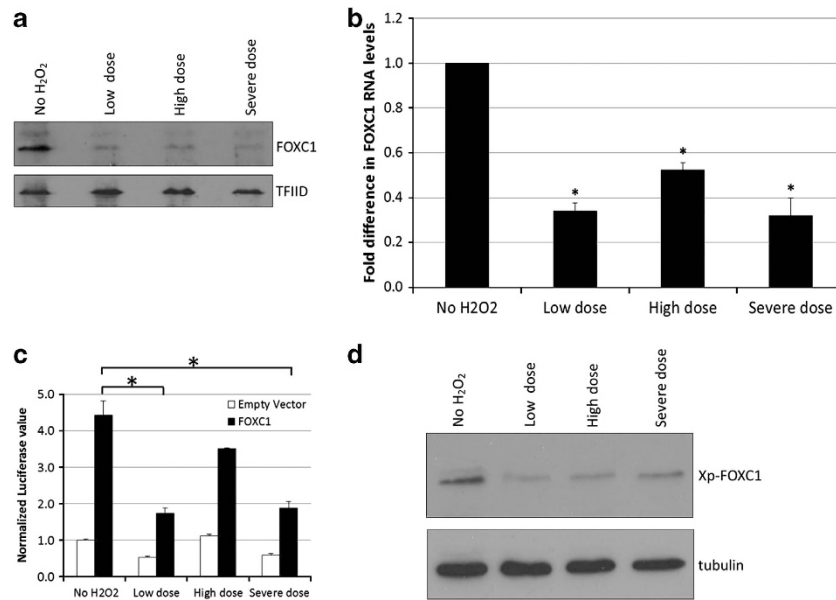 a
No H₂O₂
Low dose
High dose
Severe dose
FOXC1
TFIID
b
Fold difference in FOXC1 RNA levels
1.2
1.0
0.8
0.6
0.4
0.2
0.0
*
*
*
No H2O2
Low dose
High dose
Severe dose
c
Normalized Luciferase value
5.0
4.0
3.0
2.0
1.0
0.0
*
*
Empty Vector
FOXC1
No H2O2
Low dose
High dose
Severe dose
d
No H₂O₂
Low dose
High dose
Severe dose
Xp-FOXC1
tubulin